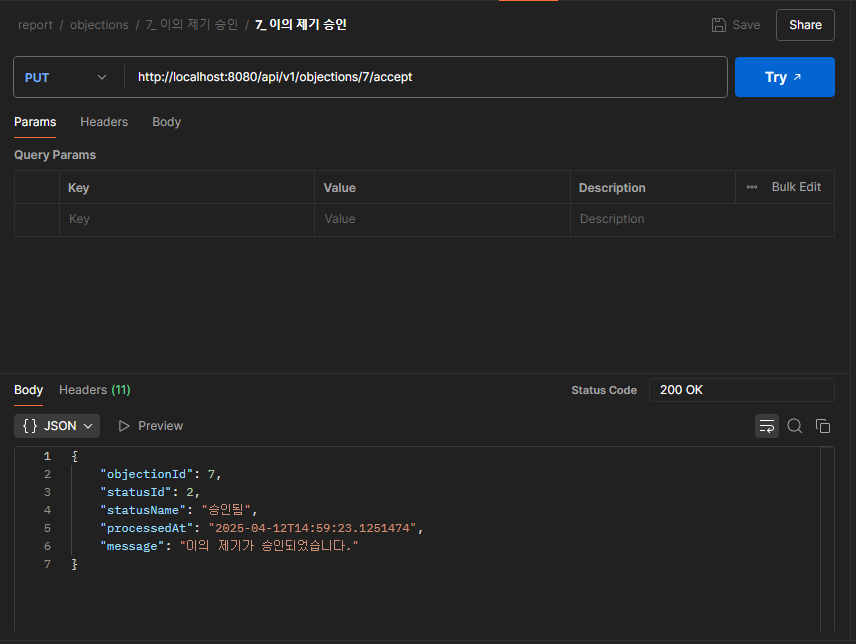 report / objections / 7_ 이의 제기 승인 / 7_ 이의 제기 승인
Save
Share
PUT
http://localhost:8080/api/v1/objections/7/accept
Try ↗
Params Headers Body
Query Params
Key Value Description ••• Bulk Edit
Key Value Description
Body Headers (11) Status Code 200 OK
{} JSON Preview
1 {
2 "objectionId": 7,
3 "statusId": 2,
4 "statusName": "승인됨",
5 "processedAt": "2025-04-12T14:59:23.1251474",
6 "message": "이의 제기가 승인되었습니다."
7 }